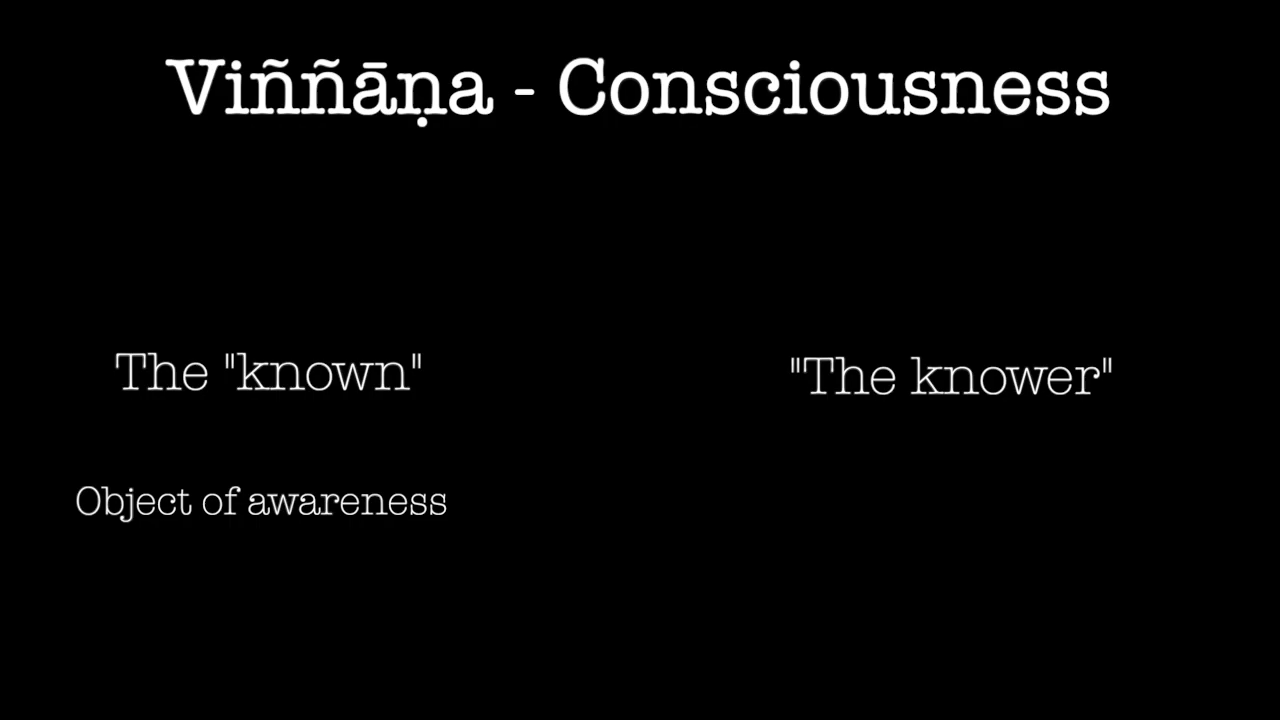 Viññāṇa - Consciousness
The "known"
"The knower"
Object of awareness